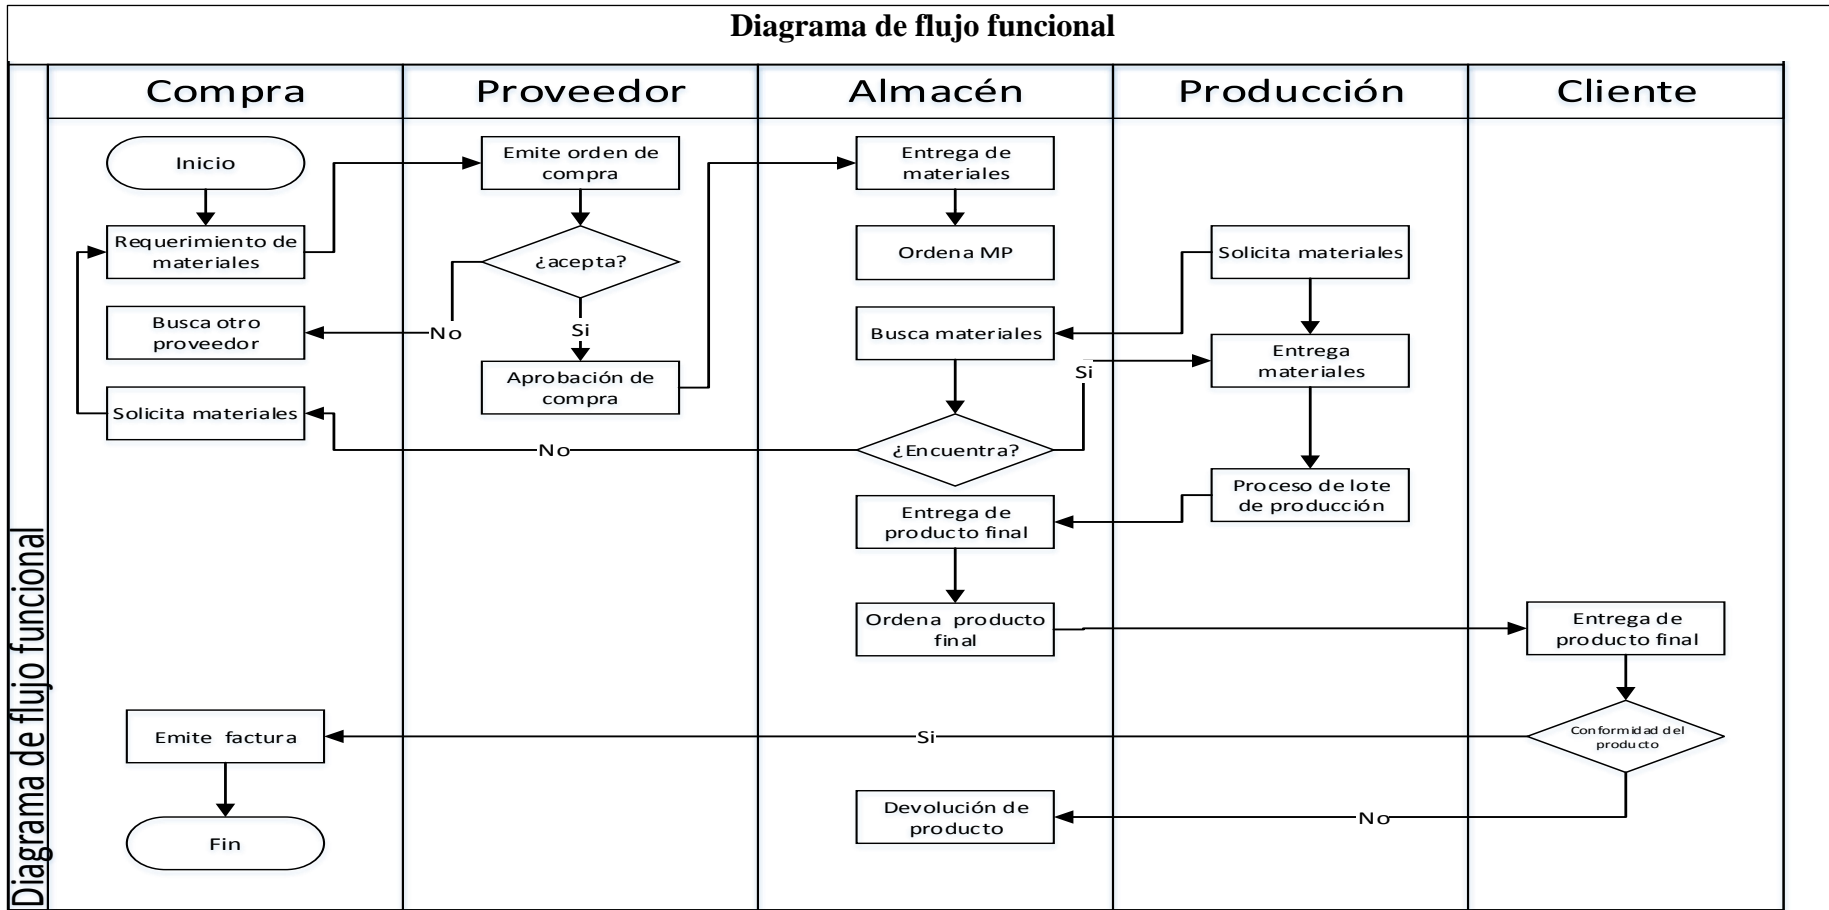 Diagrama de flujo funcional
Diagrama de flujo funcional
Compra
Proveedor
Almacén
Producción
Cliente
Inicio
Requerimiento de
materiales
Busca otro
proveedor
Solicita materiales
Emite factura
Fin
Emite orden de
compra
¿acepta?
No
Si
Aprobación de
compra
No
Entrega de
materiales
Ordena MP
Busca materiales
¿Encuentra?
Si
Entrega de
producto final
Ordena producto
final
Si
Devolución de
producto
Solicita materiales
Entrega
materiales
Proceso de lote
de producción
No
Entrega de
producto final
Conformidad del
producto